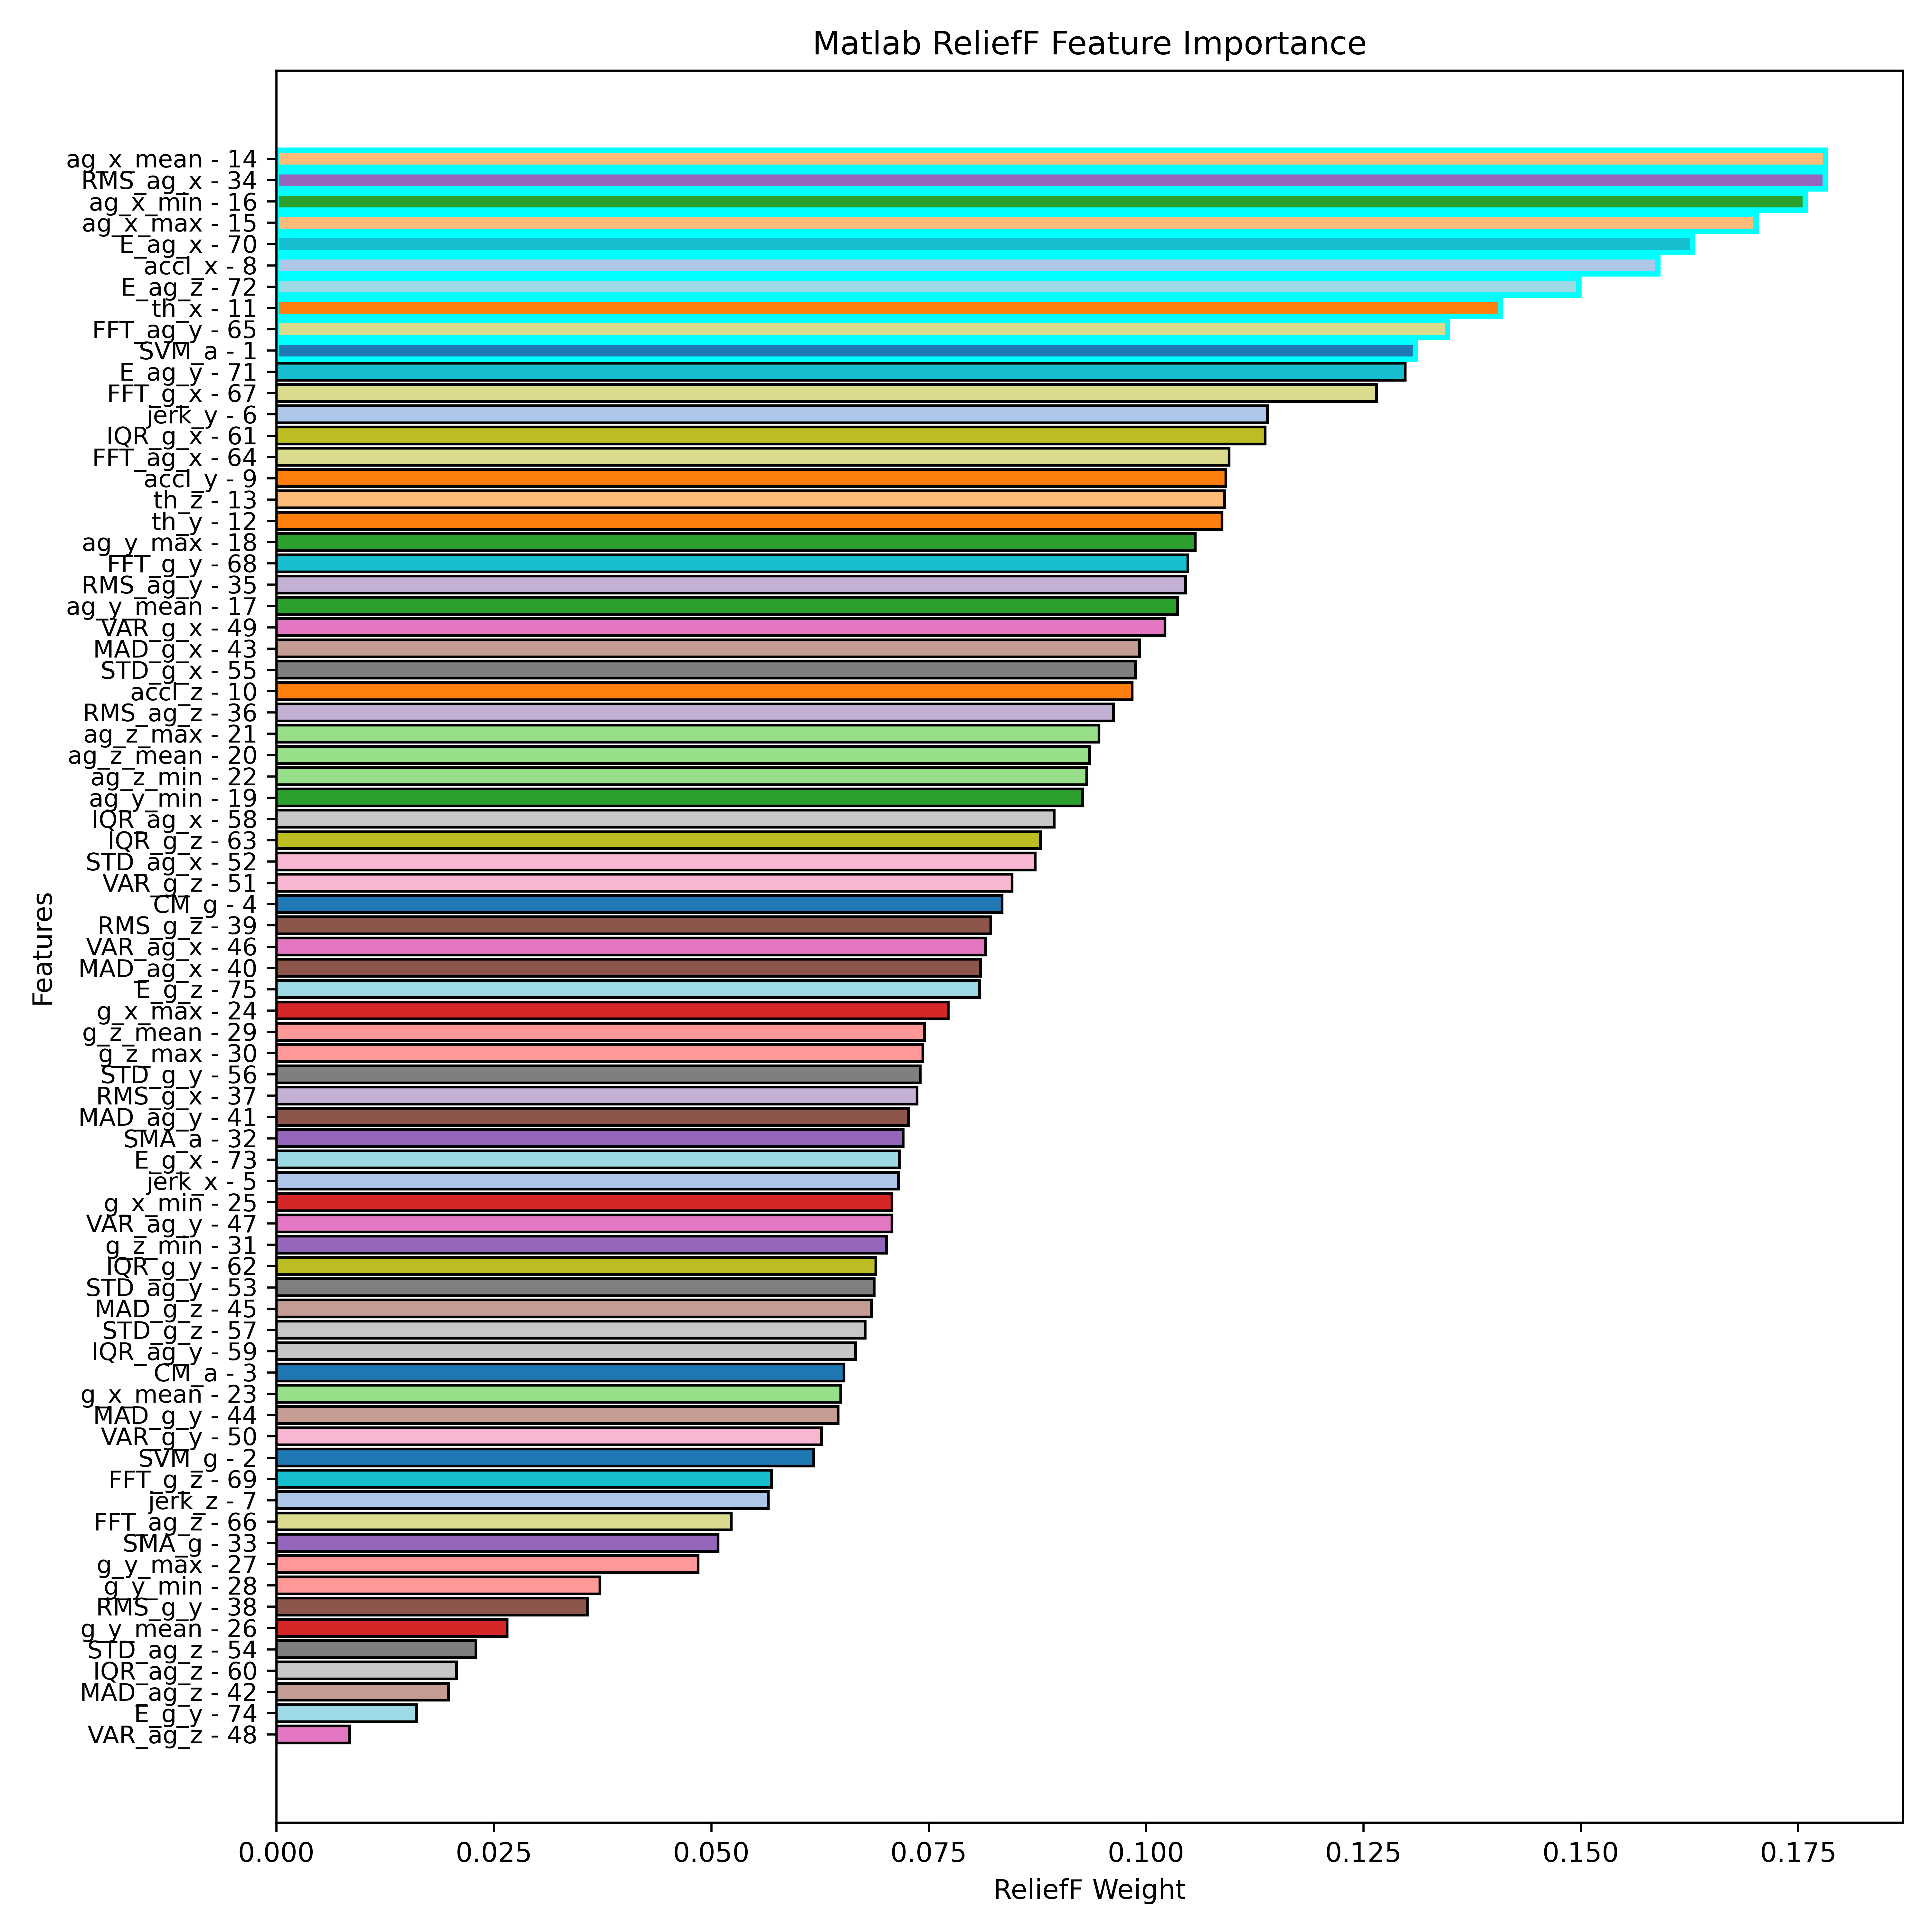 Matlab ReliefF Feature Importance
ag_x_mean - 14
RMS_ag_x - 34
ag_x_min - 16
ag_x_max - 15
E_ag_x - 70
accl_x - 8
E_ag_z - 72
th_x - 11
FFT_ag_y - 65
SVM_a - 1
E_ag_y - 71
FFT_g_x - 67
jerk_y - 6
IQR_g_x - 61
FFT_ag_x - 64
accl_y - 9
th_z - 13
th_y - 12
ag_y_max - 18
FFT_g_y - 68
RMS_ag_y - 35
ag_y_mean - 17
VAR_g_x - 49
MAD_g_x - 43
STD_g_x - 55
accl_z - 10
RMS_ag_z - 36
ag_z_max - 21
ag_z_mean - 20
ag_z_min - 22
ag_y_min - 19
IQR_ag_x - 58
IQR_g_z - 63
STD_ag_x - 52
VAR_g_z - 51
CM_g - 4
RMS_g_z - 39
VAR_ag_x - 46
MAD_ag_x - 40
E_g_z - 75
g_x_max - 24
g_z_mean - 29
g_z_max - 30
STD_g_y - 56
RMS_g_x - 37
MAD_ag_y - 41
SMA_a - 32
E_g_x - 73
jerk_x - 5
g_x_min - 25
VAR_ag_y - 47
g_z_min - 31
IQR_g_y - 62
STD_ag_y - 53
MAD_g_z - 45
STD_g_z - 57
IQR_ag_y - 59
CM_a - 3
g_x_mean - 23
MAD_g_y - 44
VAR_g_y - 50
SVM_g - 2
FFT_g_z - 69
jerk_z - 7
FFT_ag_z - 66
SMA_g - 33
g_y_max - 27
g_y_min - 28
RMS_g_y - 38
g_y_mean - 26
STD_ag_z - 54
IQR_ag_z - 60
MAD_ag_z - 42
E_g_y - 74
VAR_ag_z - 48
Features
0.000 0.025 0.050 0.075 0.100 0.125 0.150 0.175
ReliefF Weight